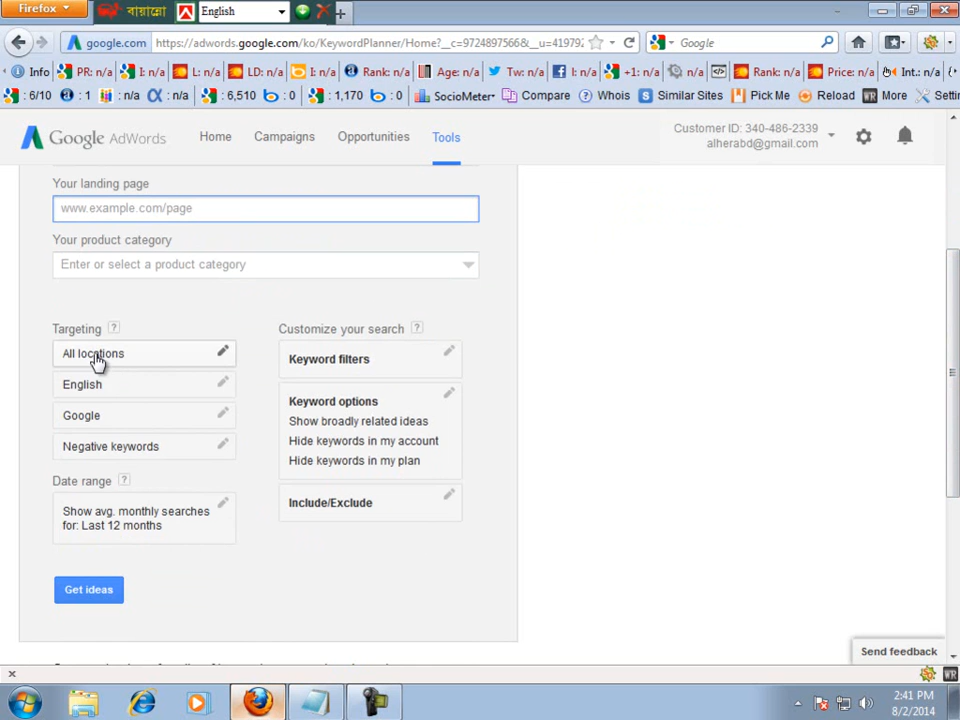 Firefox
বায়ান্নো
English
google.com
https://adwords.google.com/ko/KeywordPlanner/Home?__c=9724897566&__u=41979
Google
Info
PR: n/a
I: n/a
L: n/a
LD: n/a
I: n/a
Rank: n/a
Age: n/a
Tw: n/a
I: n/a
+1: n/a
n/a
Rank: n/a
Price: n/a
Int.: n/a
: 6/10
: 1
: n/a
: n/a
: 6,510
: 0
: 1,170
: 0
SocioMeter
Compare
Whois
Similar Sites
Pick Me
Reload
More
Setti
Google AdWords
Home
Campaigns
Opportunities
Tools
Customer ID: 340-486-2339
alherabd@gmail.com
Your landing page
www.example.com/page
Your product category
Enter or select a product category
Targeting ?
All locations
English
Google
Negative keywords
Date range ?
Show avg. monthly searches
for: Last 12 months
Customize your search ?
Keyword filters
Keyword options
Show broadly related ideas
Hide keywords in my account
Hide keywords in my plan
Include/Exclude
Get ideas
Send feedback
WR
2:41 PM
8/2/2014